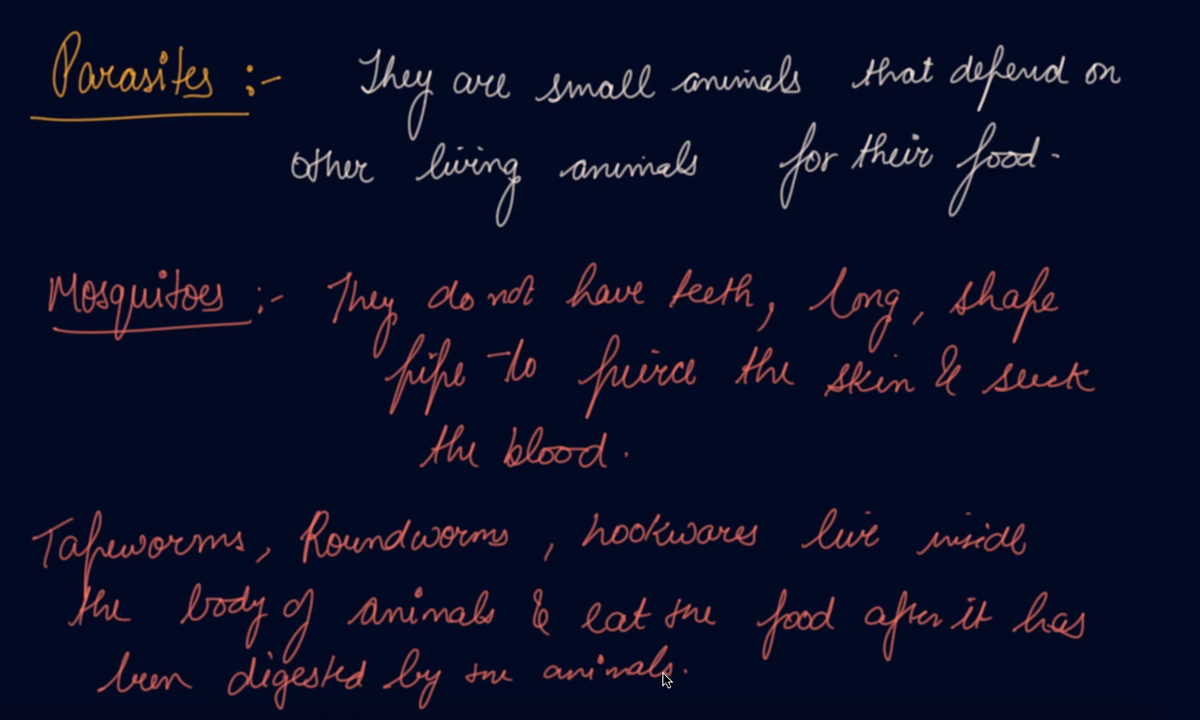 Parasites :- They are small animals that depend on
other living animals for their food.
Mosquitoes :- They do not have teeth, long, shape
pipe to pierce the skin & suck
the blood.
Tapeworms, Roundworms, hookwares live inside
the body of animals & eat the food after it has
been digested by the animals.